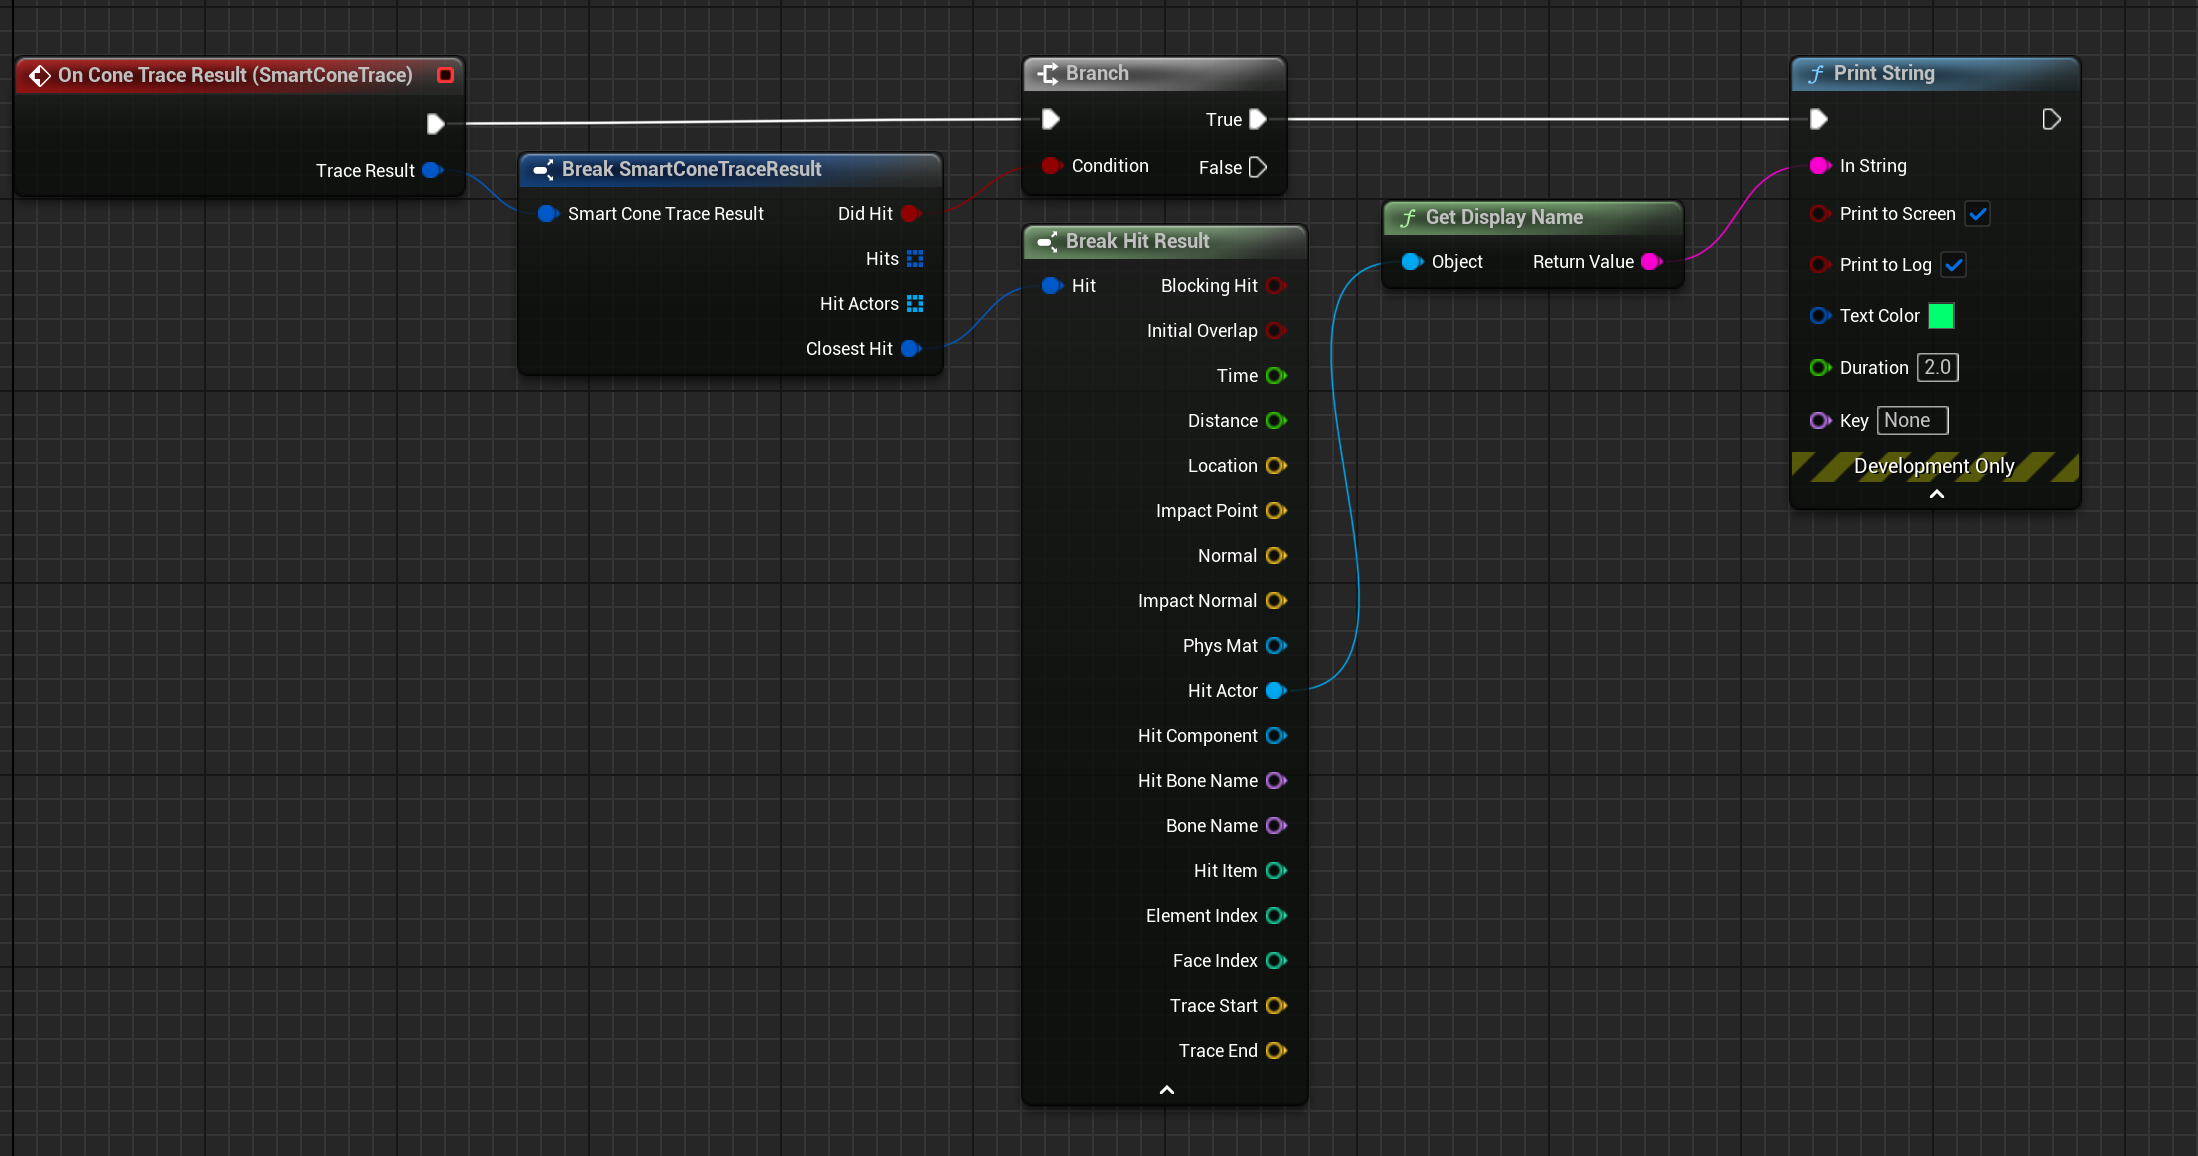 On Cone Trace Result (SmartConeTrace)
Trace Result
Break SmartConeTraceResult
Smart Cone Trace Result
Did Hit
Hits
Hit Actors
Closest Hit
Branch
True
Condition
False
Break Hit Result
Hit
Blocking Hit
Initial Overlap
Time
Distance
Location
Impact Point
Normal
Impact Normal
Phys Mat
Hit Actor
Hit Component
Hit Bone Name
Bone Name
Hit Item
Element Index
Face Index
Trace Start
Trace End
Get Display Name
Object
Return Value
Print String
In String
Print to Screen
Print to Log
Text Color
Duration 2.0
Key None
Development Only